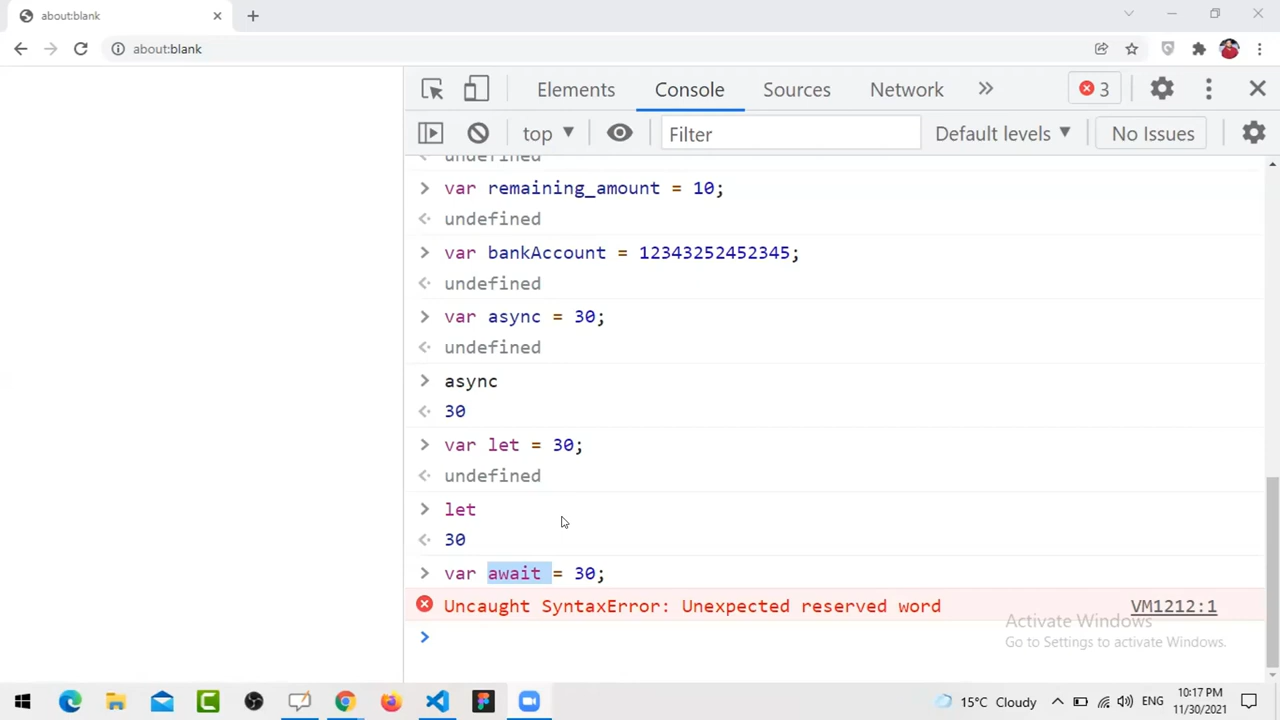 about:blank
about:blank
Elements Console Sources Network 3
top Filter Default levels No Issues
undefined
var remaining_amount = 10;
undefined
var bankAccount = 12343252452345;
undefined
var async = 30;
undefined
async
30
var let = 30;
undefined
let
30
var await = 30;
Uncaught SyntaxError: Unexpected reserved word VM1212:1
Activate Windows
Go to Settings to activate Windows.
15°C Cloudy ENG 10:17 PM
11/30/2021